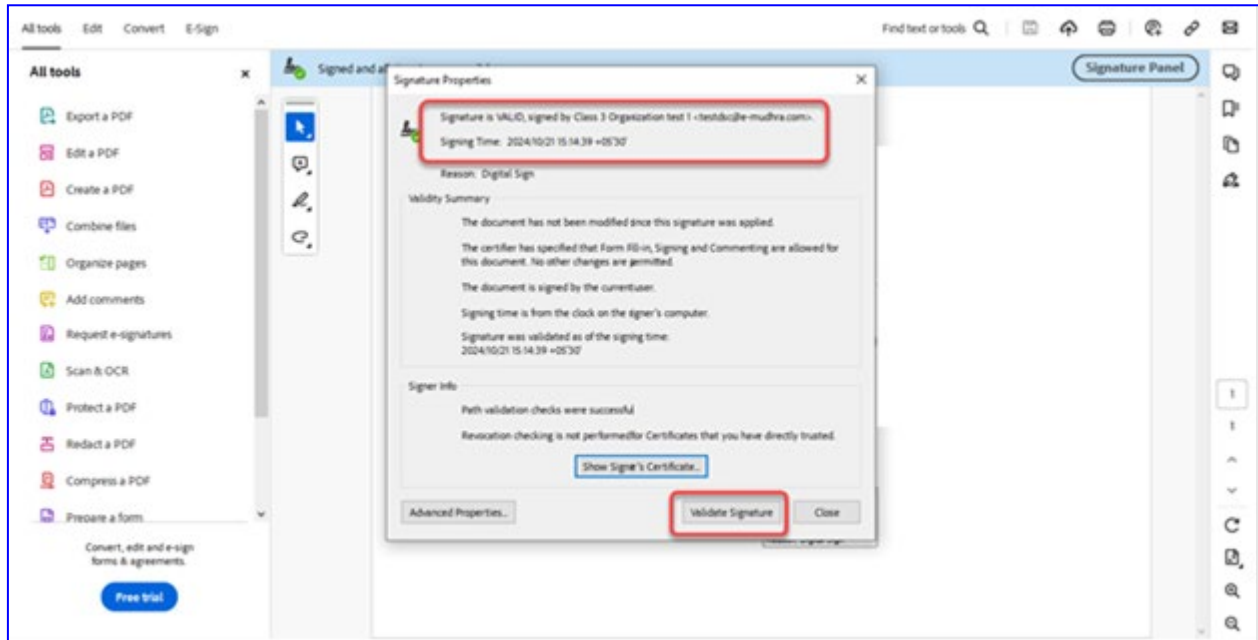 All tools Edit Convert E-Sign
Find text or tools
All tools
Export a PDF
Edit a PDF
Create a PDF
Combine files
Organize pages
Add comments
Request e-signatures
Scan & OCR
Protect a PDF
Redact a PDF
Compress a PDF
Prepare a form
Convert, edit and e-sign
forms & agreements.
Free trial
Signed and al
Signature Panel
Signature Properties
Signature is VALID, signed by Class 3 Organization test 1 <testdsc@e-mudhra.com>.
Signing Time: 2024/10/21 15:14:39 +05'30'
Reason: Digital Sign
Validity Summary
The document has not been modified since this signature was applied.
The certifier has specified that Form Fill-in, Signing and Commenting are allowed for
this document. No other changes are permitted.
The document is signed by the current user.
Signing time is from the clock on the signer's computer.
Signature was validated as of the signing time:
2024/10/21 15:14:39 +05'30'
Signer Info
Path validation checks were successful.
Revocation checking is not performed for Certificates that you have directly trusted.
Show Signer's Certificate...
Advanced Properties...
Validate Signature
Close
1
1